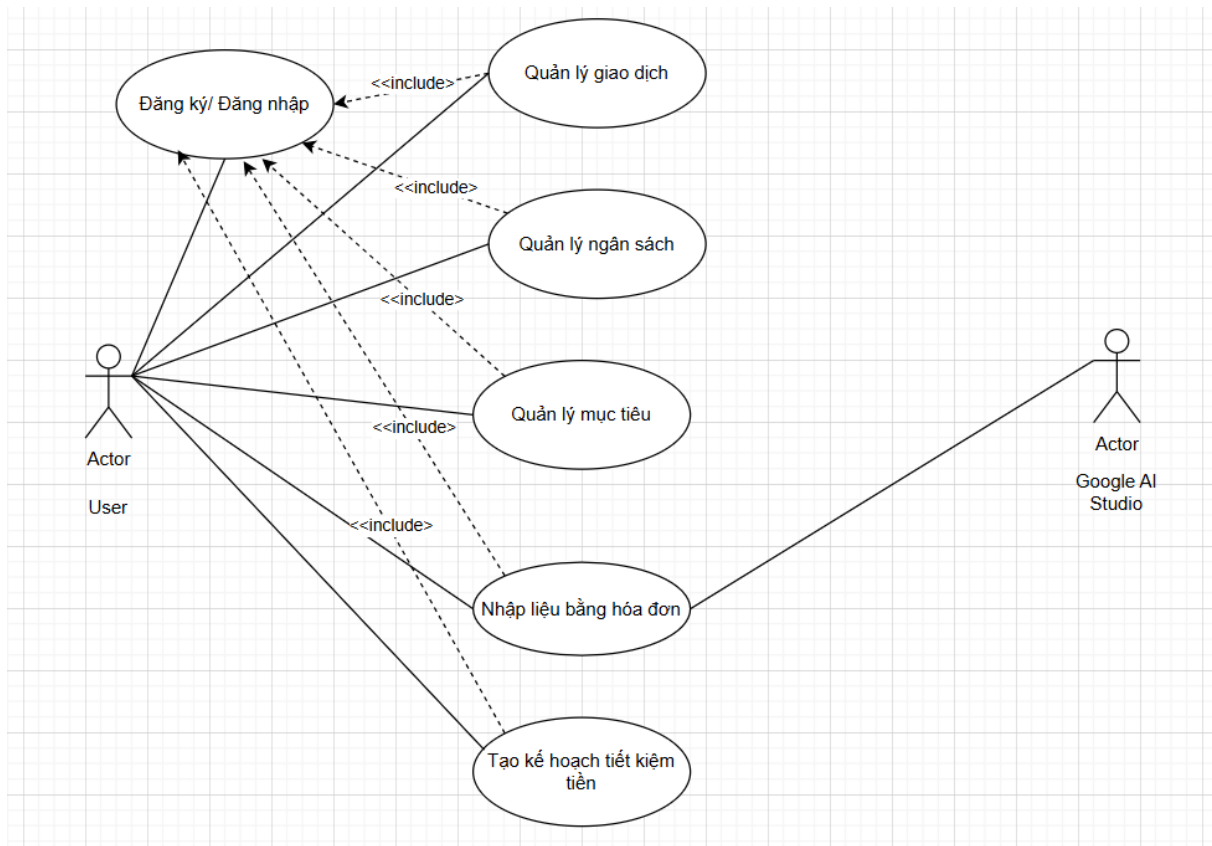 Quản lý giao dịch
<<include>
Đăng ký/ Đăng nhập
<<include>
Quản lý ngân sách
<<include>
Quản lý mục tiêu
<<include>
Actor
User
Actor
Google AI
Studio
<<include>
Nhập liệu bằng hóa đơn
Tạo kế hoạch tiết kiệm
tiền